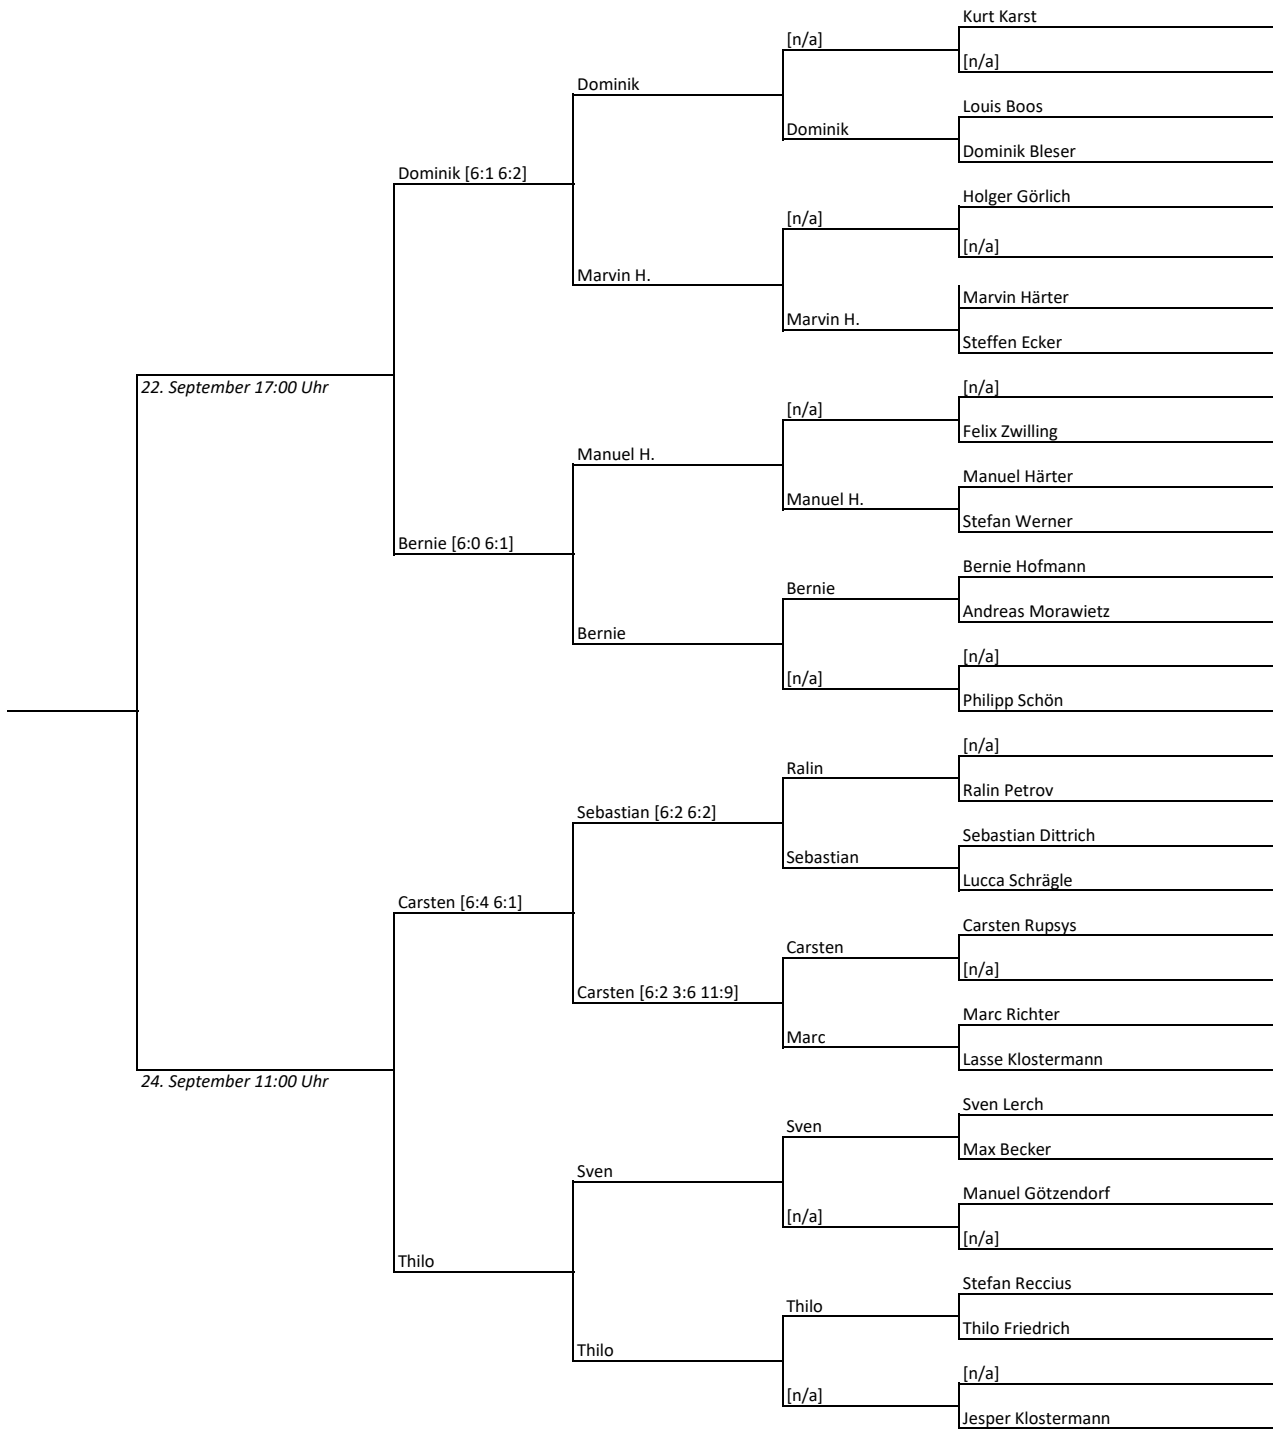 Kurt Karst
[n/a]
[n/a]
Dominik
Louis Boos
Dominik
Dominik Bleser
Dominik [6:1 6:2]
Holger Görlich
[n/a]
[n/a]
Marvin H.
Marvin Härter
Marvin H.
Steffen Ecker
22. September 17:00 Uhr
[n/a]
[n/a]
Felix Zwilling
Manuel H.
Manuel Härter
Manuel H.
Stefan Werner
Bernie [6:0 6:1]
Bernie Hofmann
Bernie
Andreas Morawietz
Bernie
[n/a]
[n/a]
Philipp Schön
[n/a]
Ralin
Ralin Petrov
Sebastian [6:2 6:2]
Sebastian Dittrich
Sebastian
Lucca Schrägle
Carsten [6:4 6:1]
Carsten Rupsys
Carsten
[n/a]
Carsten [6:2 3:6 11:9]
Marc Richter
Marc
Lasse Klostermann
24. September 11:00 Uhr
Sven Lerch
Sven
Max Becker
Sven
Manuel Götzendorf
[n/a]
[n/a]
Thilo
Stefan Reccius
Thilo
Thilo Friedrich
Thilo
[n/a]
[n/a]
Jesper Klostermann